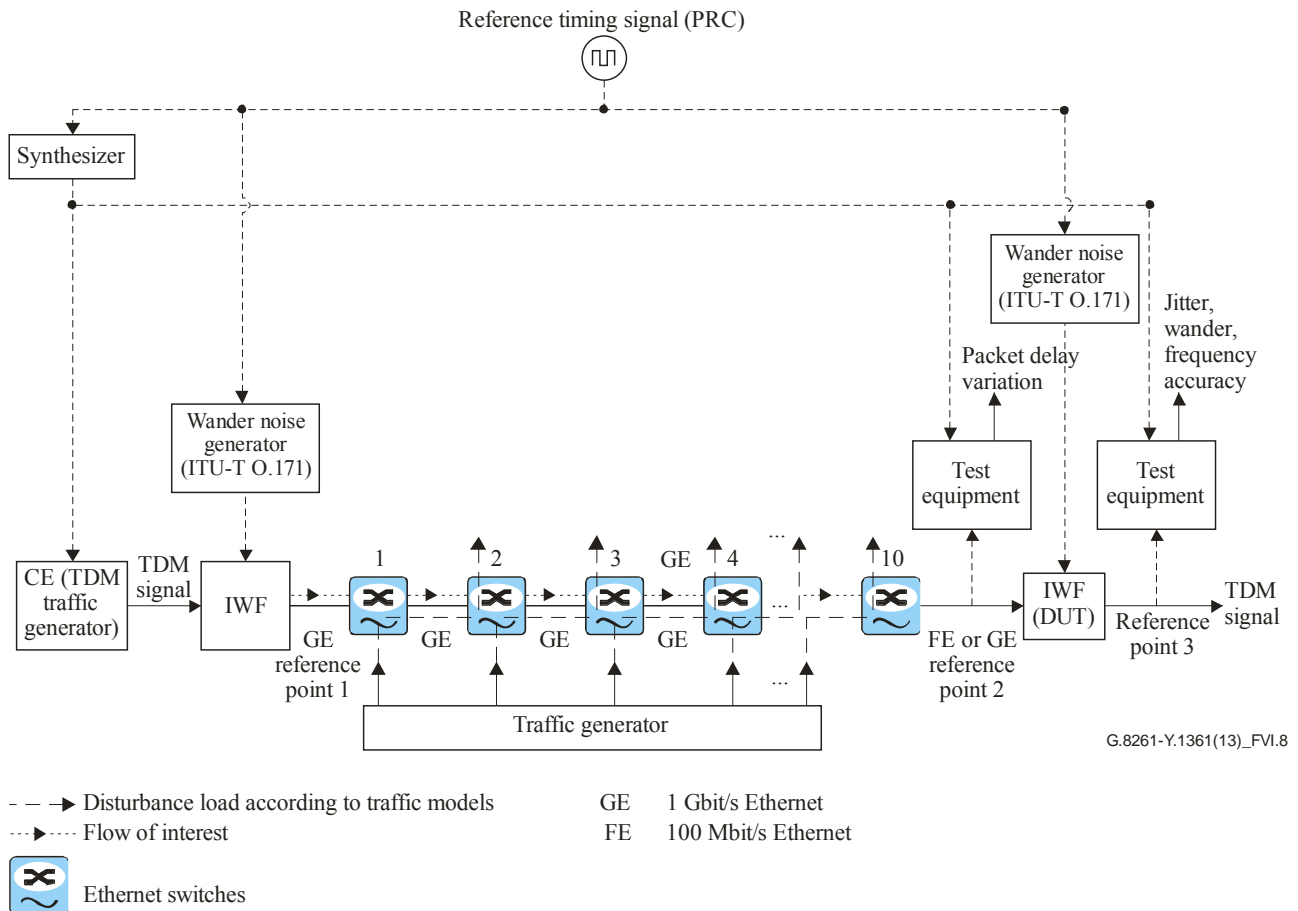 Reference timing signal (PRC)
Synthesizer
Wander noise
generator
(ITU-T O.171)
Jitter,
wander,
frequency
accuracy
Packet delay
variation
Wander noise
generator
(ITU-T O.171)
Test
equipment
Test
equipment
CE (TDM
traffic
generator)
TDM
signal
IWF
1
2
3
GE
4
...
10
...
IWF
(DUT)
TDM
signal
GE
reference
point 1
GE
GE
GE
FE or GE
reference
point 2
Reference
point 3
...
Traffic generator
G.8261-Y.1361(13)_FVI.8
Disturbance load according to traffic models
GE 1 Gbit/s Ethernet
Flow of interest
FE 100 Mbit/s Ethernet
Ethernet switches